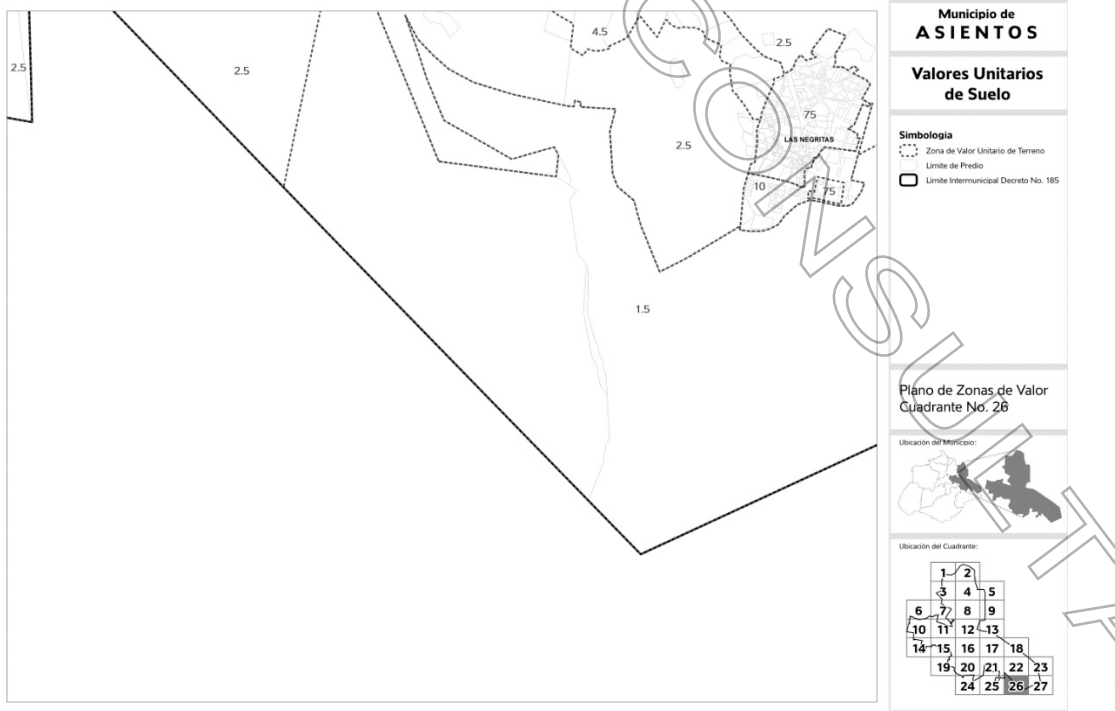 2.5
2.5
4.5
2.5
2.5
75
LAS NEGRITAS
10
75
1.5
Municipio de
ASIENTOS
Valores Unitarios
de Suelo
Simbología
Zona de Valor Unitario de Terreno
Limite de Predio
Limite Intermunicipal Decreto No. 185
Plano de Zonas de Valor
Cuadrante No. 26
Ubicación del Municipio:
Ubicación del Cuadrante:
1 2
3 4 5
6 7 8 9
10 11 12 13
14 15 16 17 18
19 20 21 22 23
24 25 26 27
CONSULTA